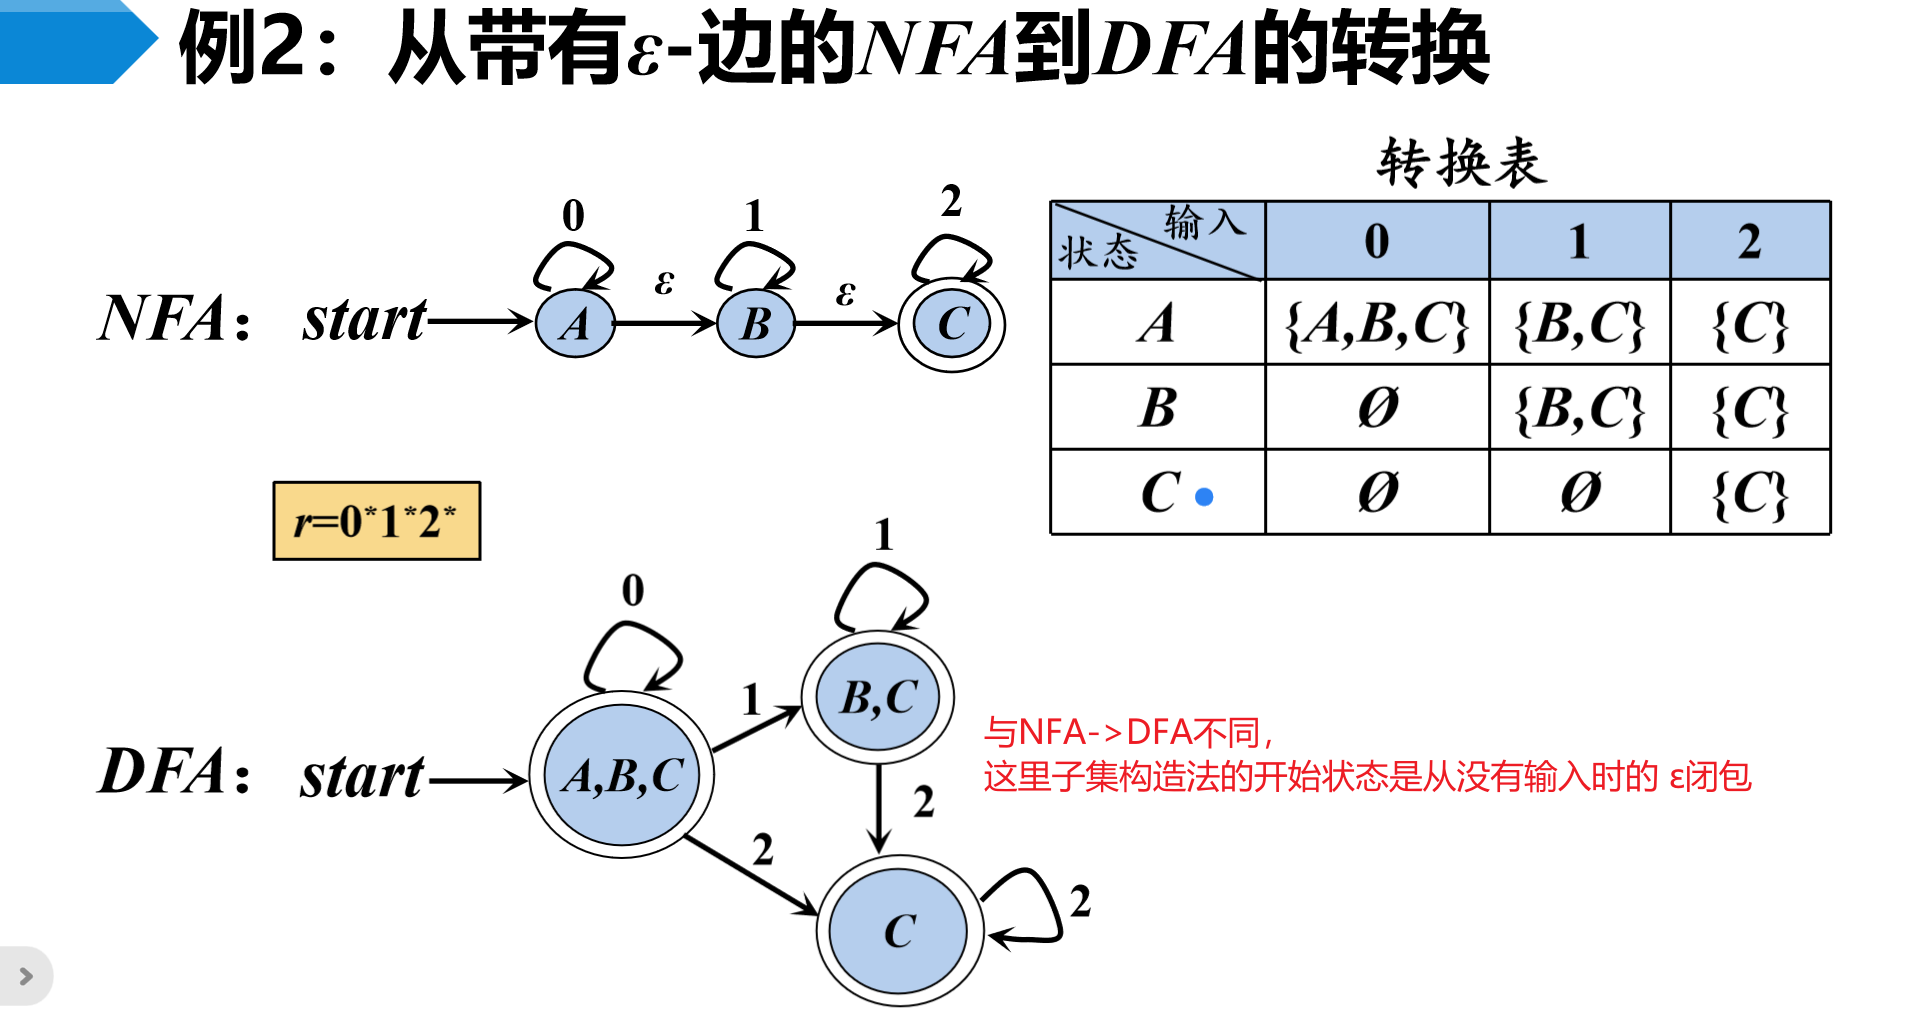 例2：从带有ε-边的NFA到DFA的转换
转换表
输入
状态
0 1 2
A {A,B,C} {B,C} {C}
B Ø {B,C} {C}
C Ø Ø {C}
0 1 2
ε ε
NFA： start A B C
r=0*1*2*
0 1
DFA： start A,B,C 1 B,C
2 2
C 2
与NFA->DFA不同，
这里子集构造法的开始状态是从没有输入时的 ε闭包